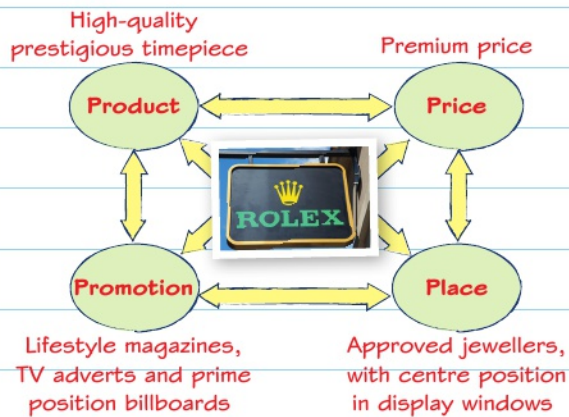 High-quality
prestigious timepiece
Premium price
Product
Price
ROLEX
Promotion
Place
Lifestyle magazines,
TV adverts and prime
position billboards
Approved jewellers,
with centre position
in display windows